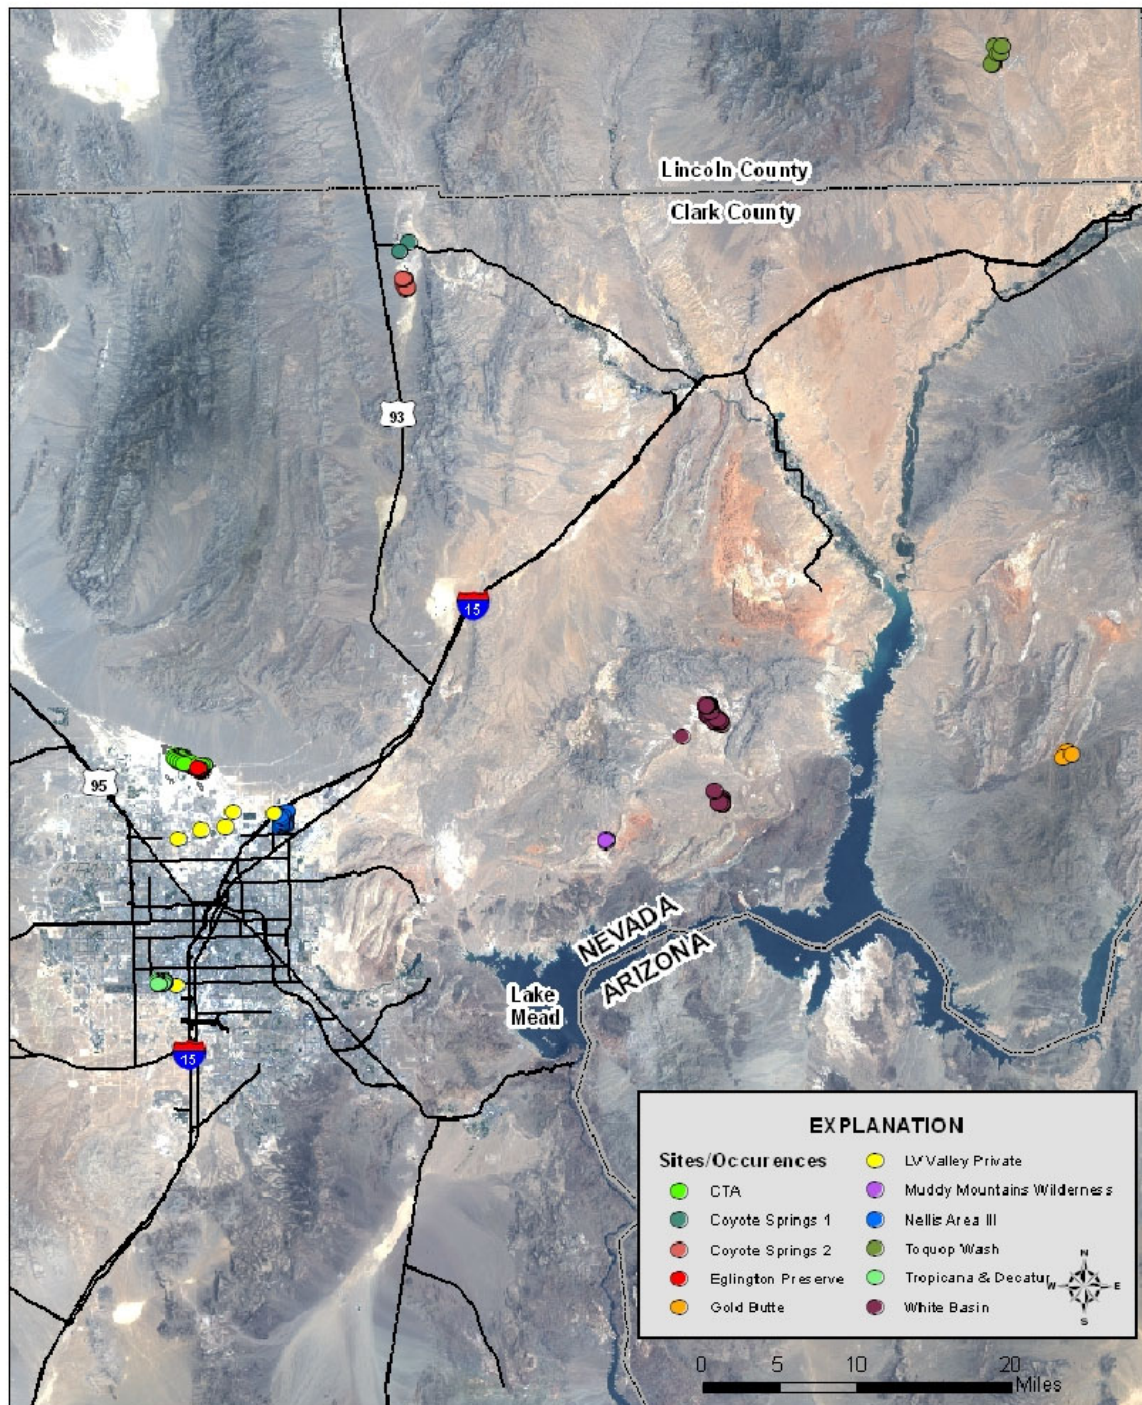 Lincoln County
Clark County
93
15
95
NEVADA
ARIZONA
Lake
Mead
15
EXPLANATION
Sites/Occurences
CTA
Coyote Springs 1
Coyote Springs 2
Eglington Preserve
Gold Butte
LV Valley Private
Muddy Mountains Wilderness
Nellis Area III
Toquop Wash
Tropicana & Decatur
White Basin
N
W E
S
0 5 10 20
Miles